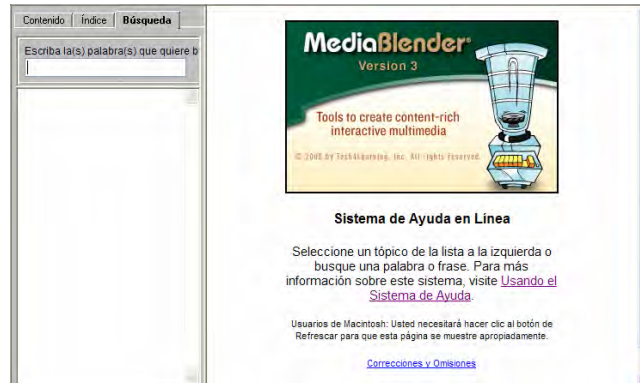 Contenido Índice Búsqueda
Escriba la(s) palabra(s) que quiere b
MediaBlender
Version 3
Tools to create content-rich
interactive multimedia
by Tech4Learning, Inc. All rights reserved.
Sistema de Ayuda en Línea
Seleccione un tópico de la lista a la izquierda o
busque una palabra o frase. Para más
información sobre este sistema, visite Usando el
Sistema de Ayuda.
Usuarios de Macintosh: Usted necesitará hacer clic al botón de
Refrescar para que esta página se muestre apropiadamente.
Correcciones y Omisiones